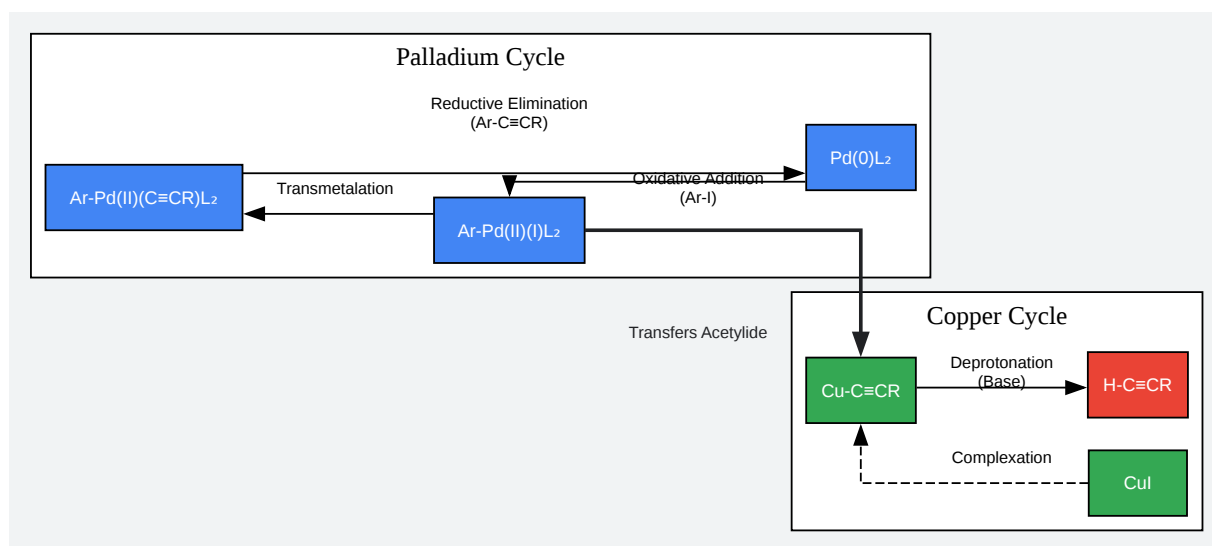 Palladium Cycle
Reductive Elimination
(Ar-C≡CR)
Pd(0)L₂
Oxidative Addition
(Ar-I)
Transmetalation
Ar-Pd(II)(C≡CR)L₂
Ar-Pd(II)(I)L₂
Copper Cycle
Transfers Acetylide
Deprotonation
(Base)
Cu-C≡CR
H-C≡CR
Complexation
CuI